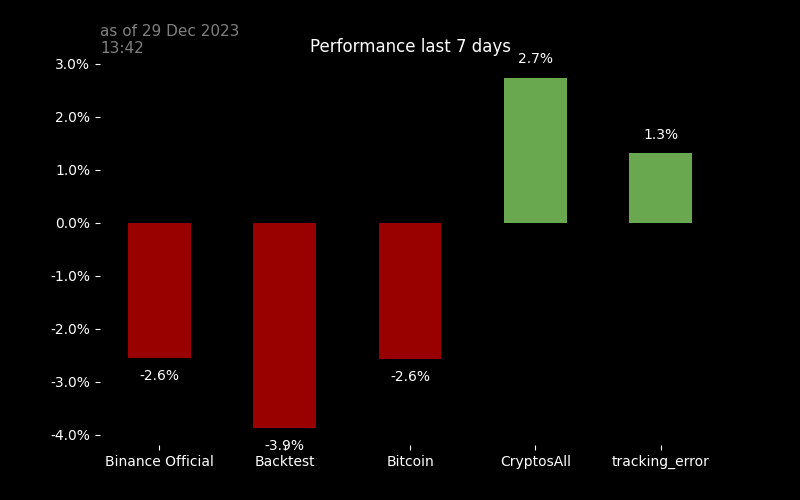 as of 29 Dec 2023
13:42
Performance last 7 days
3.0%
2.0%
1.0%
0.0%
-1.0%
-2.0%
-3.0%
-4.0%
-2.6%
-3.9%
-2.6%
2.7%
1.3%
Binance Official
Backtest
Bitcoin
CryptosAll
tracking_error